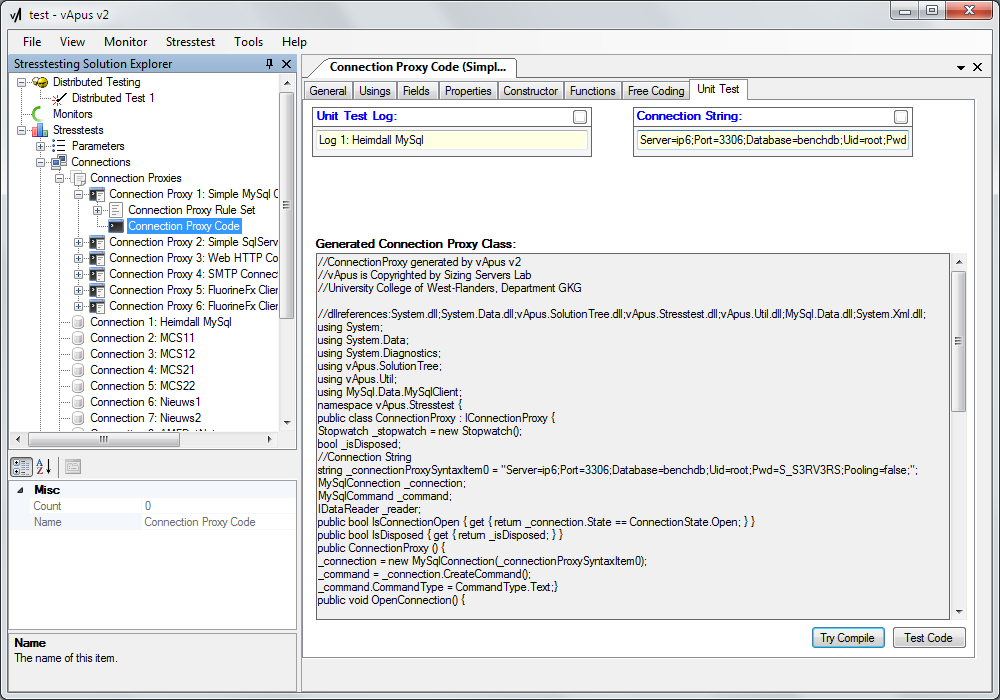 test - vApus v2
File View Monitor Stresstest Tools Help
Stresstesting Solution Explorer
Distributed Testing
Distributed Test 1
Monitors
Stresstests
Parameters
Connections
Connection Proxies
Connection Proxy 1: Simple MySql C
Connection Proxy Rule Set
Connection Proxy Code
Connection Proxy 2: Simple SqlServ
Connection Proxy 3: Web HTTP Co
Connection Proxy 4: SMTP Connec
Connection Proxy 5: FluorineFx Clier
Connection Proxy 6: FluorineFx Clier
Connection 1: Heimdall MySql
Connection 2: MCS11
Connection 3: MCS12
Connection 4: MCS21
Connection 5: MCS22
Connection 6: Nieuws1
Connection 7: Nieuws2
Misc
Count 0
Name Connection Proxy Code
Name
The name of this item.
Connection Proxy Code (Simpl...
General Usings Fields Properties Constructor Functions Free Coding Unit Test
Unit Test Log:
Log 1: Heimdall MySql
Connection String:
Server=ip6;Port=3306;Database=benchdb;Uid=root;Pwd
Generated Connection Proxy Class:
//ConnectionProxy generated by vApus v2
//vApus is Copyrighted by Sizing Servers Lab
//University College of West-Flanders, Department GKG
//dllreferences:System.dll;System.Data.dll;vApus.SolutionTree.dll;vApus.Stresstest.dll;vApus.Util.dll;MySql.Data.dll;System.Xml.dll;
using System;
using System.Data;
using System.Diagnostics;
using vApus.SolutionTree;
using vApus.Util;
using MySql.Data.MySqlClient;
namespace vApus.Stresstest {
public class ConnectionProxy : IConnectionProxy {
Stopwatch _stopwatch = new Stopwatch();
bool _isDisposed;
//Connection String
string _connectionProxySyntaxItem0 = "Server=ip6;Port=3306;Database=benchdb;Uid=root;Pwd=S_S3RV3RS;Pooling=false;";
MySqlConnection _connection;
MySqlCommand _command;
IDataReader _reader;
public bool IsConnectionOpen { get { return _connection.State == ConnectionState.Open; } }
public bool IsDisposed { get { return _isDisposed; } }
public ConnectionProxy () {
_connection = new MySqlConnection(_connectionProxySyntaxItem0);
_command = _connection.CreateCommand();
_command.CommandType = CommandType.Text;}
public void OpenConnection() {
Try Compile Test Code